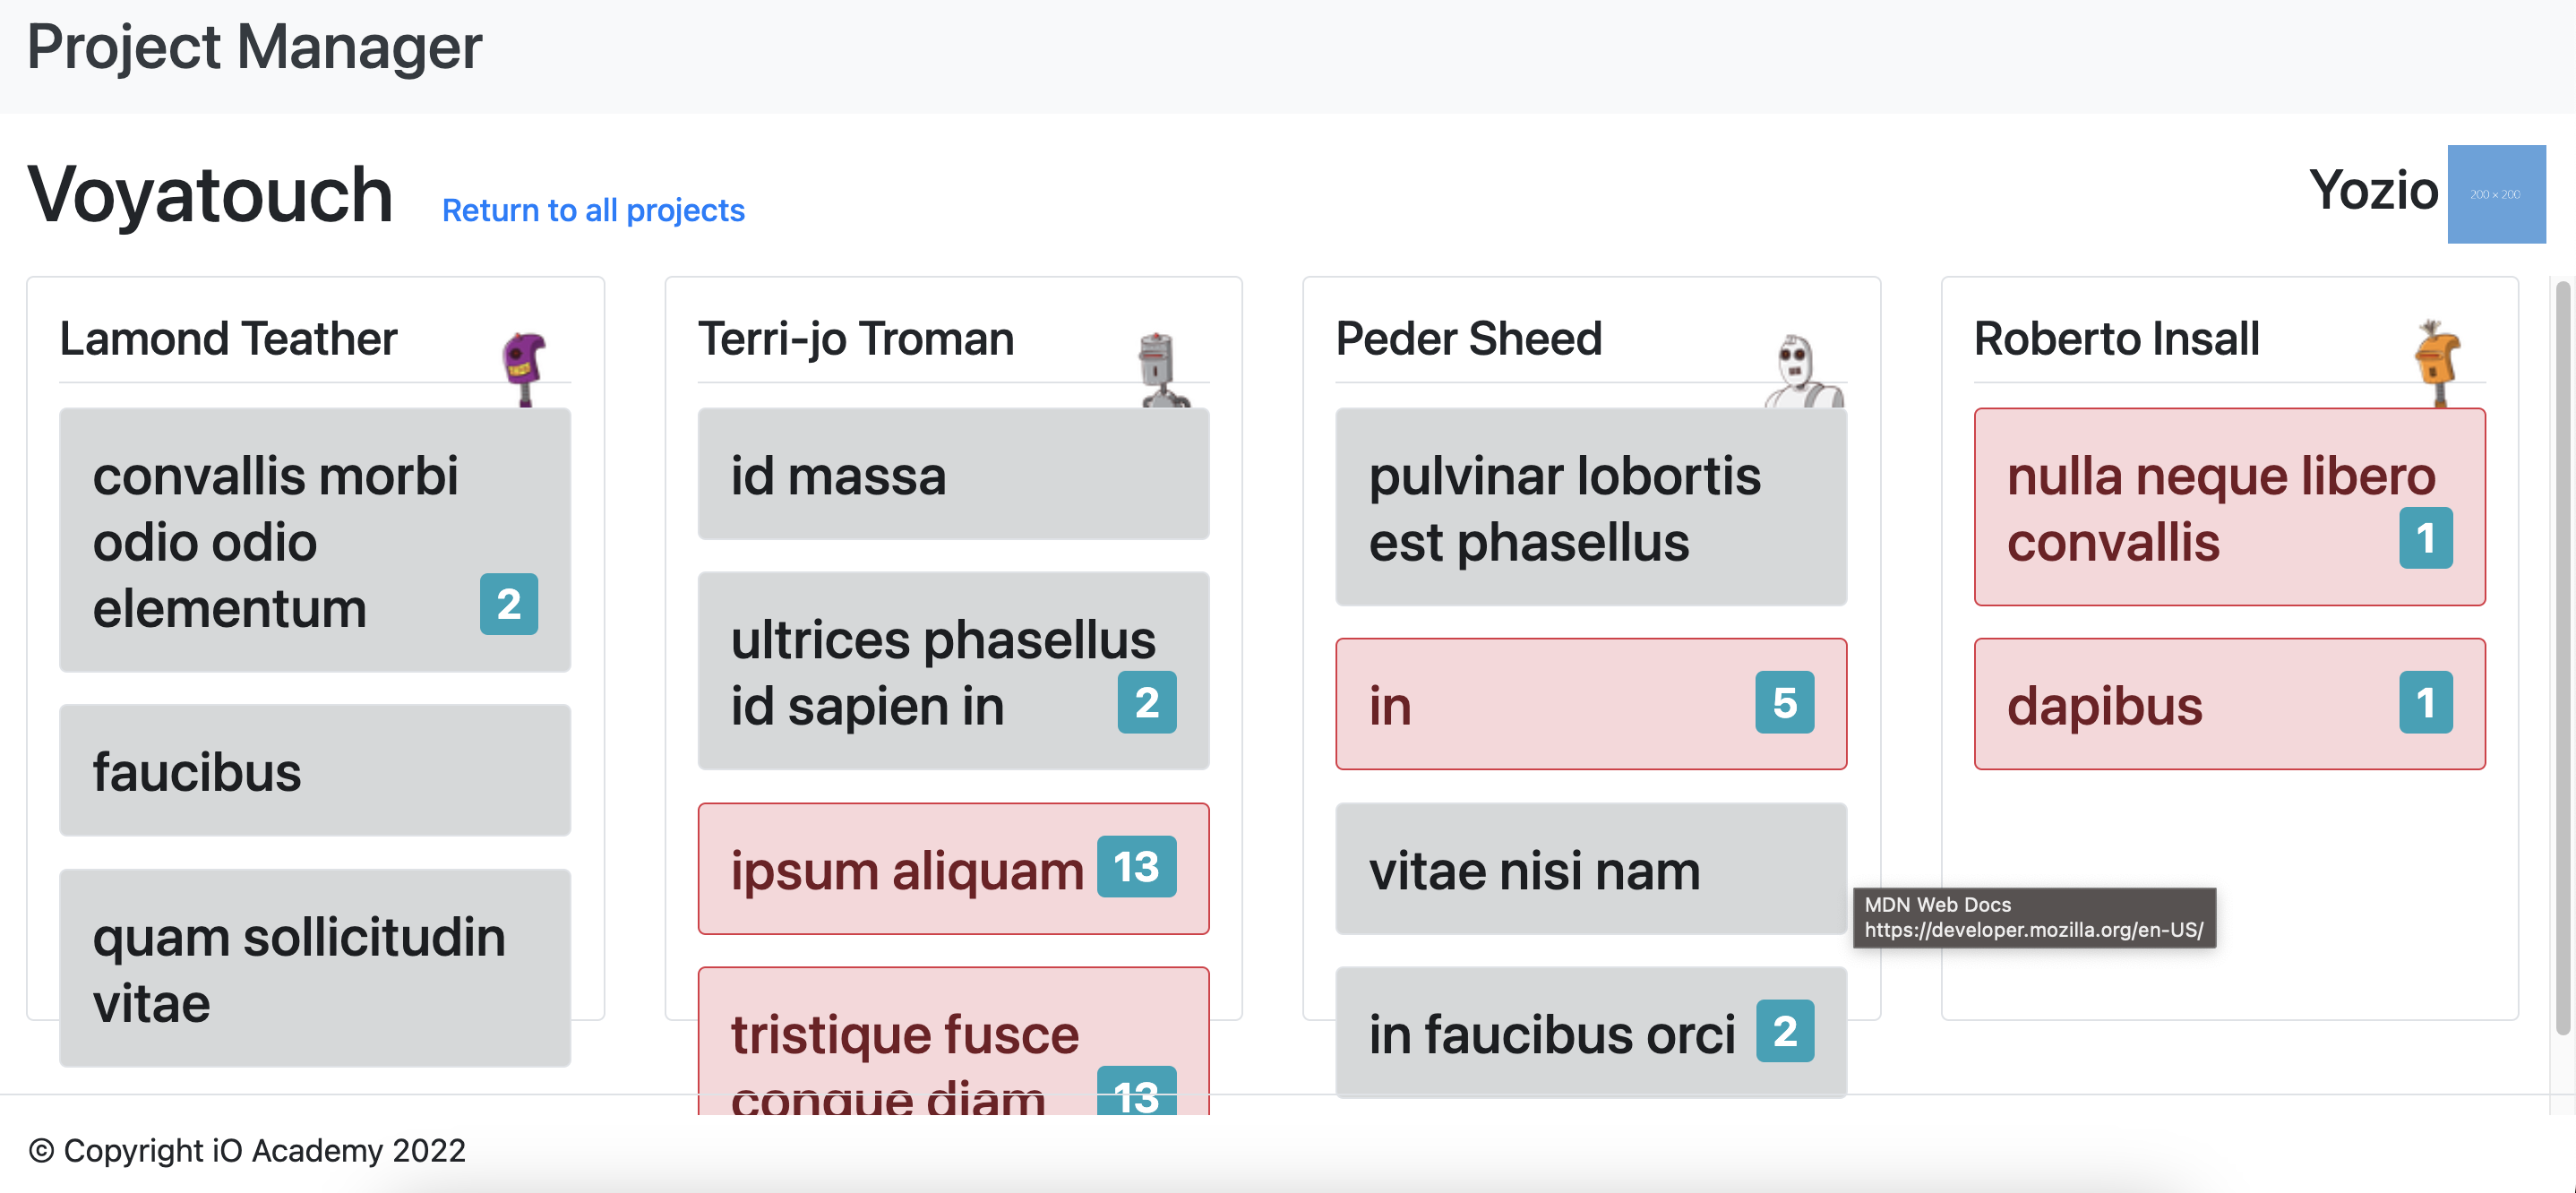 Project Manager
Voyatouch
Return to all projects
Yozio
200 × 200
Lamond Teather
convallis morbi
odio odio
elementum
2
faucibus
quam sollicitudin
vitae
Terri-jo Troman
id massa
ultrices phasellus
id sapien in
2
ipsum aliquam
13
tristique fusce
congue diam
13
Peder Sheed
pulvinar lobortis
est phasellus
in
5
vitae nisi nam
in faucibus orci
2
Roberto Insall
nulla neque libero
convallis
1
dapibus
1
MDN Web Docs
https://developer.mozilla.org/en-US/
© Copyright iO Academy 2022